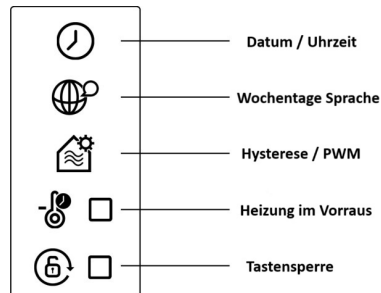 Datum / Uhrzeit
Wochentage Sprache
Hysterese / PWM
Heizung im Vorraus
Tastensperre